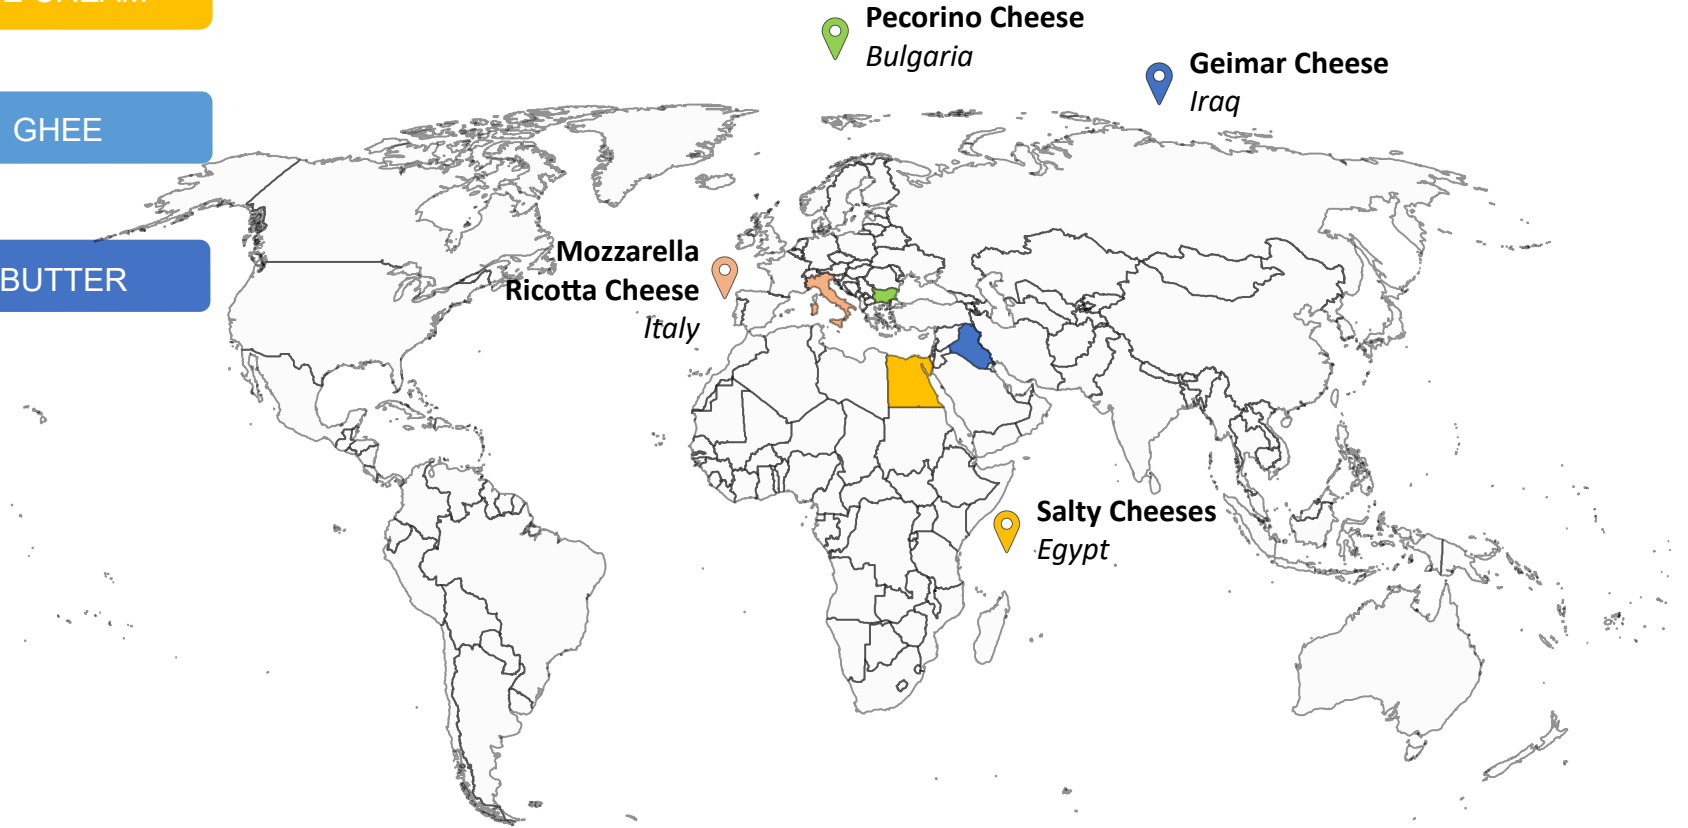 Pecorino Cheese
Bulgaria
Geimar Cheese
Iraq
GHEE
BUTTER
Mozzarella
Ricotta Cheese
Italy
Salty Cheeses
Egypt